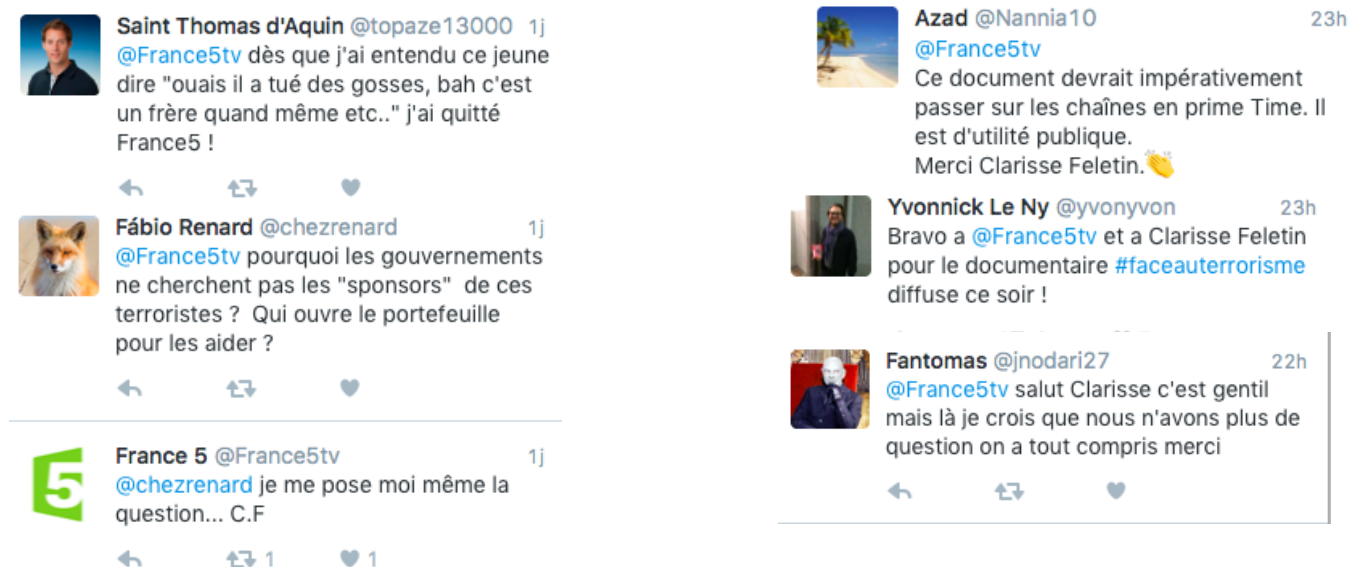 Saint Thomas d'Aquin @topaze13000 1j
@France5tv dès que j'ai entendu ce jeune
dire "ouais il a tué des gosses, bah c'est
un frère quand même etc.." j'ai quitté
France5 !
Fábio Renard @chezrenard 1j
@France5tv pourquoi les gouvernements
ne cherchent pas les "sponsors" de ces
terroristes ? Qui ouvre le portefeuille
pour les aider ?
5
France 5 @France5tv 1j
@chezrenard je me pose moi même la
question... C.F
1 1
Azad @Nannia10 23h
@France5tv
Ce document devrait impérativement
passer sur les chaînes en prime Time. Il
est d'utilité publique.
Merci Clarisse Feletin.👏
Yvonnick Le Ny @yvonyvon 23h
Bravo a @France5tv et a Clarisse Feletin
pour le documentaire #faceauterrorisme
diffuse ce soir !
Fantomas @jnodari27 22h
@France5tv salut Clarisse c'est gentil
mais là je crois que nous n'avons plus de
question on a tout compris merci